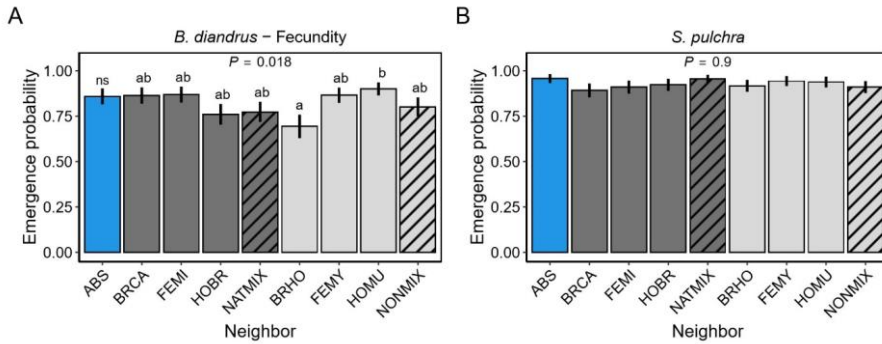 A
B. diandrus − Fecundity
P = 0.018
Emergence probability
1.00
0.75
0.50
0.25
0.00
ns
ab
ab
ab
ab
a
ab
b
ab
ABS
BRCA
FEMI
HOBR
NATMIX
BRHO
FEMY
HOMU
NONMIX
Neighbor
B
S. pulchra
P = 0.9
Emergence probability
1.00
0.75
0.50
0.25
0.00
ABS
BRCA
FEMI
HOBR
NATMIX
BRHO
FEMY
HOMU
NONMIX
Neighbor